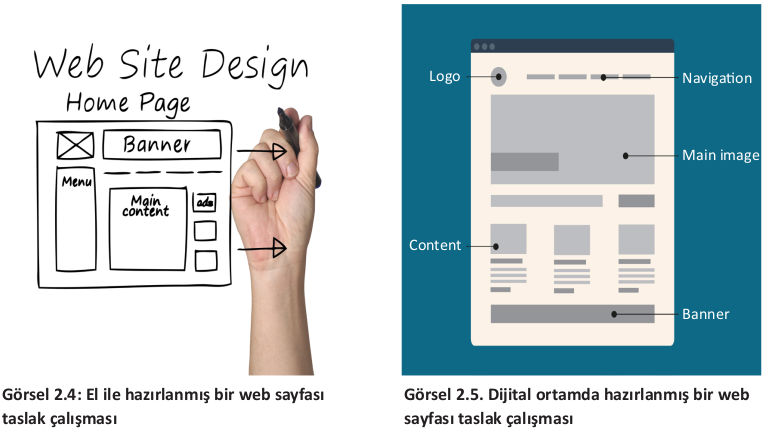 Web Site Design
Home Page
Banner
Menu
Main
content
ads
Görsel 2.4: El ile hazırlanmış bir web sayfası
taslak çalışması
Logo
Navigation
Main image
Content
Banner
Görsel 2.5. Dijital ortamda hazırlanmış bir web
sayfası taslak çalışması